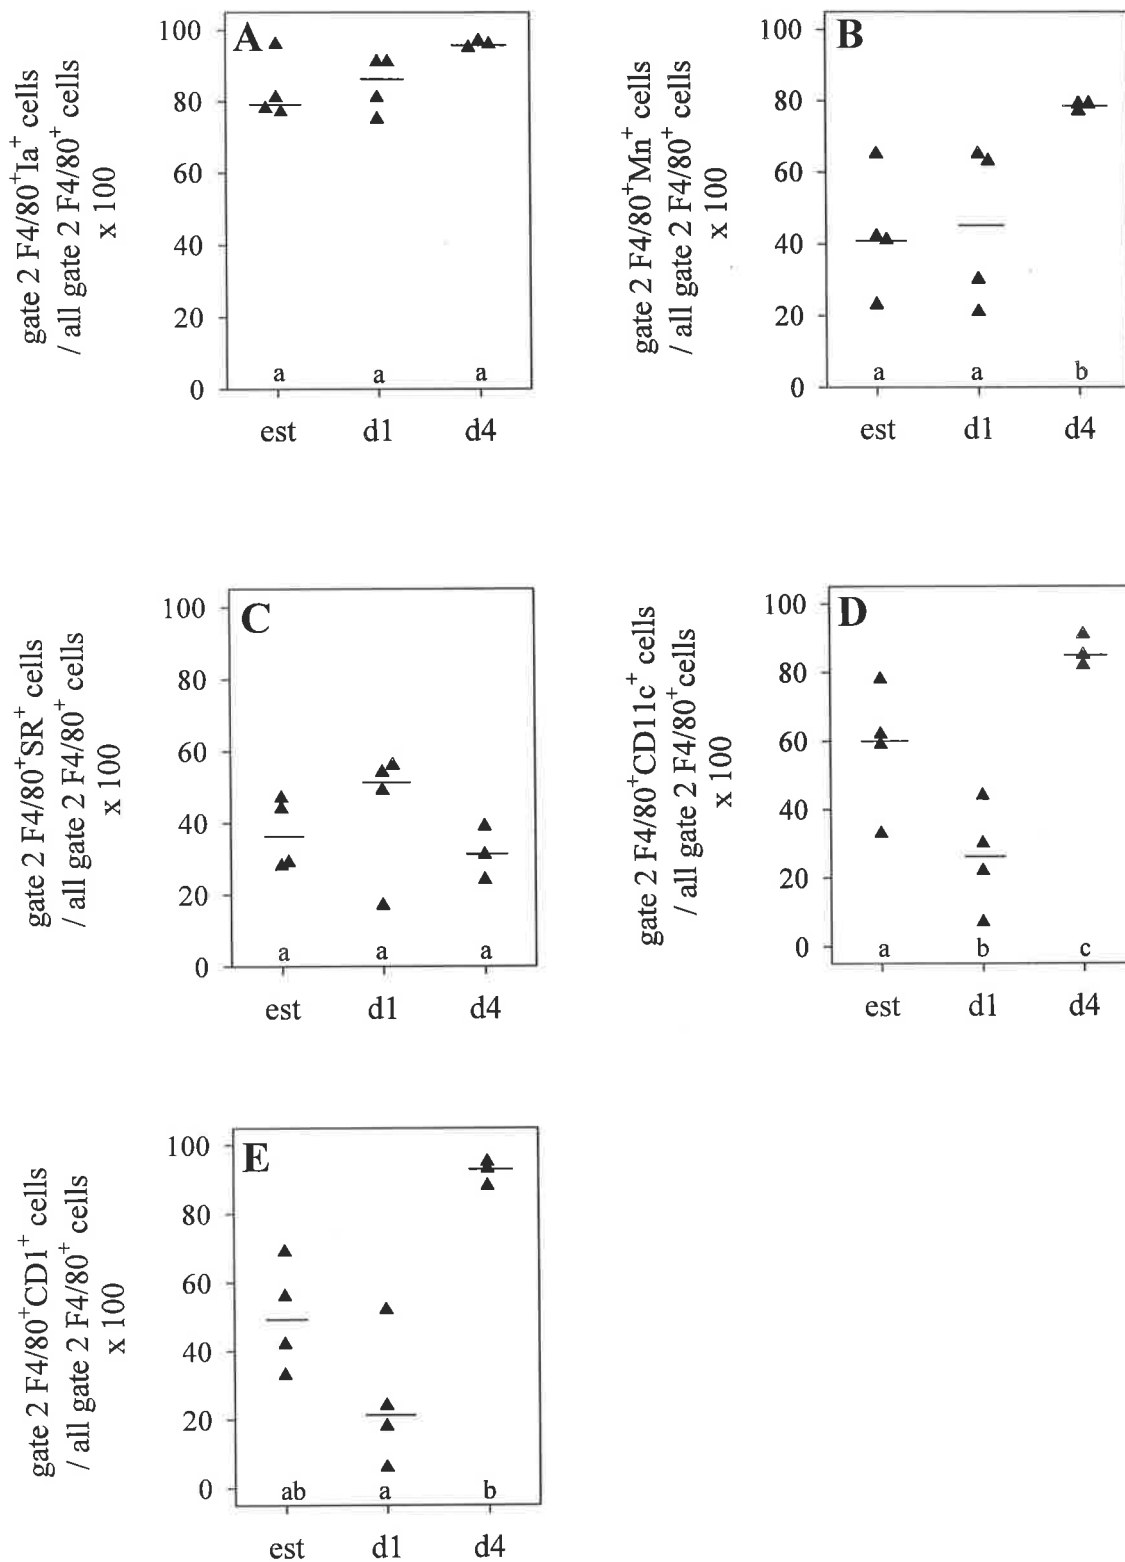 A
gate 2 F4/80⁺Ia⁺ cells
/ all gate 2 F4/80⁺ cells
x 100
100
80
60
40
20
0
a a a
est d1 d4
B
gate 2 F4/80⁺Mn⁺ cells
/ all gate 2 F4/80⁺ cells
x 100
100
80
60
40
20
0
a a b
est d1 d4
C
gate 2 F4/80⁺SR⁺ cells
/ all gate 2 F4/80⁺ cells
x 100
100
80
60
40
20
0
a a a
est d1 d4
D
gate 2 F4/80⁺CD11c⁺ cells
/ all gate 2 F4/80⁺cells
x 100
100
80
60
40
20
0
a b c
est d1 d4
E
gate 2 F4/80⁺CD1⁺ cells
/ all gate 2 F4/80⁺ cells
x 100
100
80
60
40
20
0
ab a b
est d1 d4